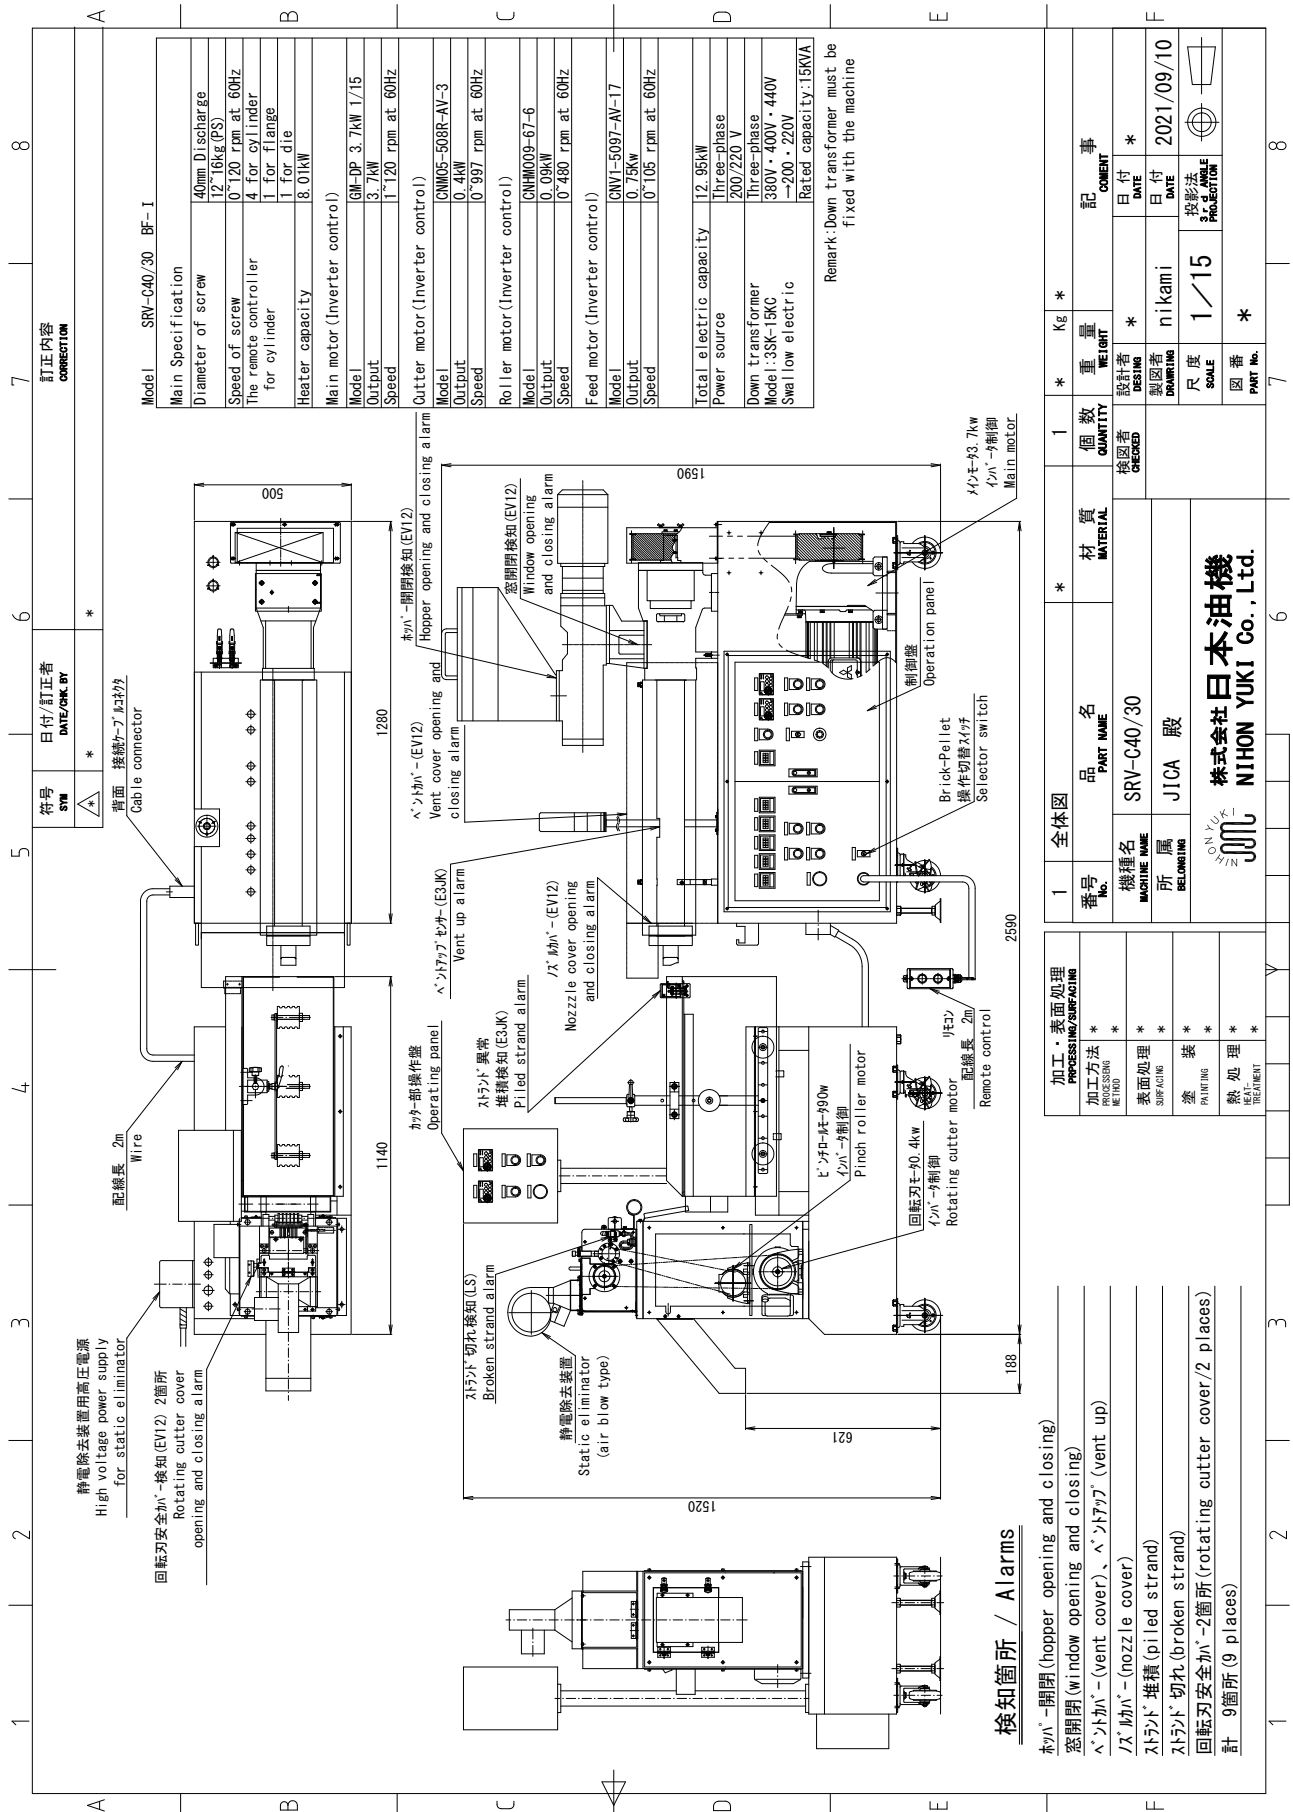 符号 SYM
日付/訂正者 DATE/CHK. BY
訂正内容 CORRECTION
*
*
*
Model SRV-C40/30 BF-I
Main Specification
Diameter of screw 40mm Discharge
12~16kg(PS)
Speed of screw 0~120 rpm at 60Hz
The remote controller 4 for cylinder
for cylinder 1 for flange
1 for die
Heater capacity 8.01kW
Main motor(Inverter control)
Model GM-DP 3.7kW 1/15
Output 3.7kW
Speed 1~120 rpm at 60Hz
Cutter motor(Inverter control)
Model CNM05-508R-AV-3
Output 0.4kW
Speed 0~997 rpm at 60Hz
Roller motor(Inverter control)
Model CNHM009-67-6
Output 0.09kW
Speed 0~480 rpm at 60Hz
Feed motor(Inverter control)
Model CNV1-5097-AV-17
Output 0.75Kw
Speed 0~105 rpm at 60Hz
Total electric capacity 12.95kW
Power source Three-phase
200/220 V
Down transformer Three-phase
Model:3SK-15KC 380V・400V・440V
Swallow electric →200・220V
Rated capacity:15KVA
Remark:Down transformer must be
fixed with the machine
静電除去装置用高圧電源
High voltage power supply
for static eliminator
回転刃安全カバー検知(EV12) 2箇所
Rotating cutter cover
opening and closing alarm
配線長 2m
Wire
背面 接続ケーブルコネクタ
Cable connector
1140
1280
500
カッター部操作盤
Operating panel
ストランド異常
堆積検知(E3JK)
Piled strand alarm
ベントアップセンサー(E3JK)
Vent up alarm
ノズルカバー(EV12)
Nozzzle cover opening
and closing alarm
ベントカバー(EV12)
Vent cover opening and
closing alarm
ホッパー開閉検知(EV12)
Hopper opening and closing alarm
窓開閉検知(EV12)
Window opening
and closing alarm
1590
ストランド切れ検知(LS)
Broken strand alarm
静電除去装置
Static eliminator
(air blow type)
1520
621
188
2590
ピンチロールモータ90w
インバータ制御
Pinch roller motor
回転刃モータ0.4kw
インバータ制御
Rotating cutter motor
リモコン
配線長 2m
Remote control
Brick-Pellet
操作切替スイッチ
Selector switch
制御盤
Operation panel
メインモータ3.7kw
インバータ制御
Main motor
検知箇所 / Alarms
ホッパー開閉(hopper opening and closing)
窓開閉(window opening and closing)
ベントカバー(vent cover)、ベントアップ(vent up)
ノズルカバー(nozzle cover)
ストランド堆積(piled strand)
ストランド切れ(broken strand)
回転刃安全カバー2箇所(rotating cutter cover/2 places)
計 9箇所(9 places)
加工・表面処理
PRPCESSING/SURFACING
加工方法 PROCESSING METHOD * *
表面処理 SURFACING * *
塗装 PAINTING * *
熱処理 HEAT-TREATMENT * *
1 全体図 * 1 * Kg *
番号 No. 品名 PART NAME 材質 MATERIAL 個数 QUANTITY 重量 WEIGHT 記事 COMENT
機種名 MACHINE NAME SRV-C40/30
所属 BELONGING JICA 殿
検図者 CHECKED
設計者 DESING * 日付 DATE *
製図者 DRAWRING nikami 日付 DATE 2021/09/10
尺度 SCALE 1/15 投影法 3rd ANGLE PROJECTION
図番 PART No. *
NIHON YUKI
株式会社 日本油機
NIHON YUKI Co.,Ltd.
1 2 3 4 5 6 7 8
A B C D E F
1 2 3 4 5 6 7 8
A B C D E F